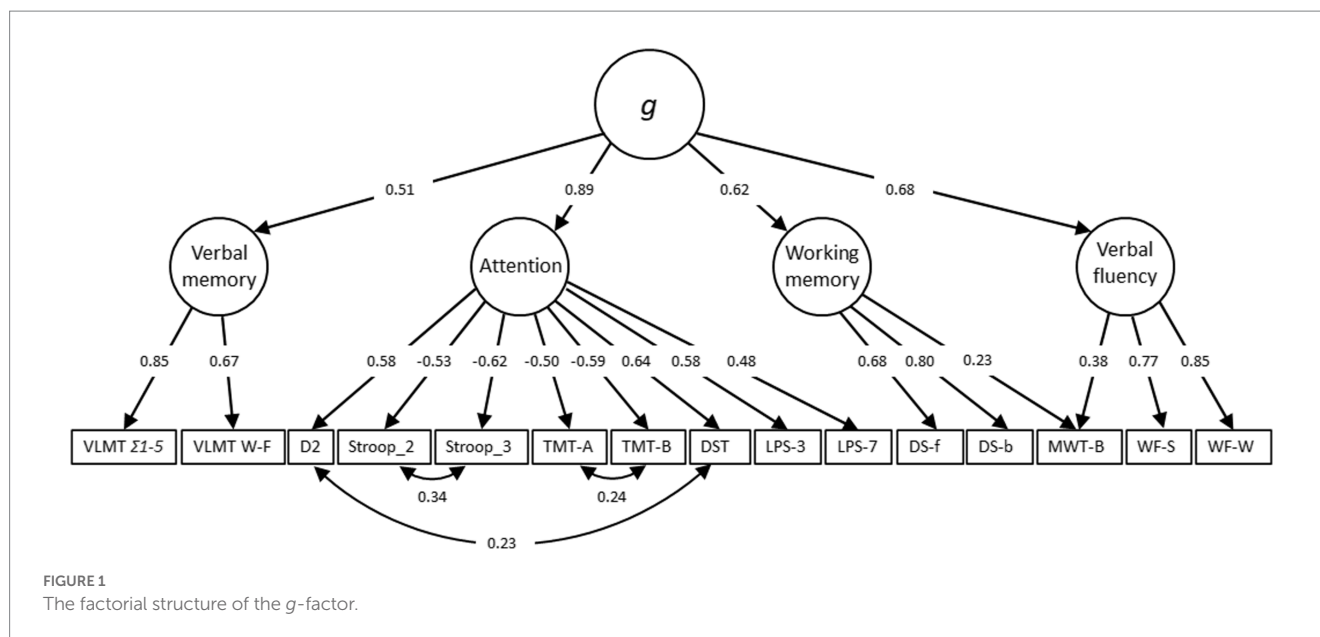 g
0.51 0.89 0.62 0.68
Verbal
memory
Attention
Working
memory
Verbal
fluency
0.85 0.67 0.58 -0.53 -0.62 -0.50 -0.59 0.64 0.58 0.48 0.68 0.80 0.23 0.38 0.77 0.85
VLMT Σ1-5 VLMT W-F D2 Stroop_2 Stroop_3 TMT-A TMT-B DST LPS-3 LPS-7 DS-f DS-b MWT-B WF-S WF-W
0.34 0.24
0.23
FIGURE 1
The factorial structure of the g-factor.